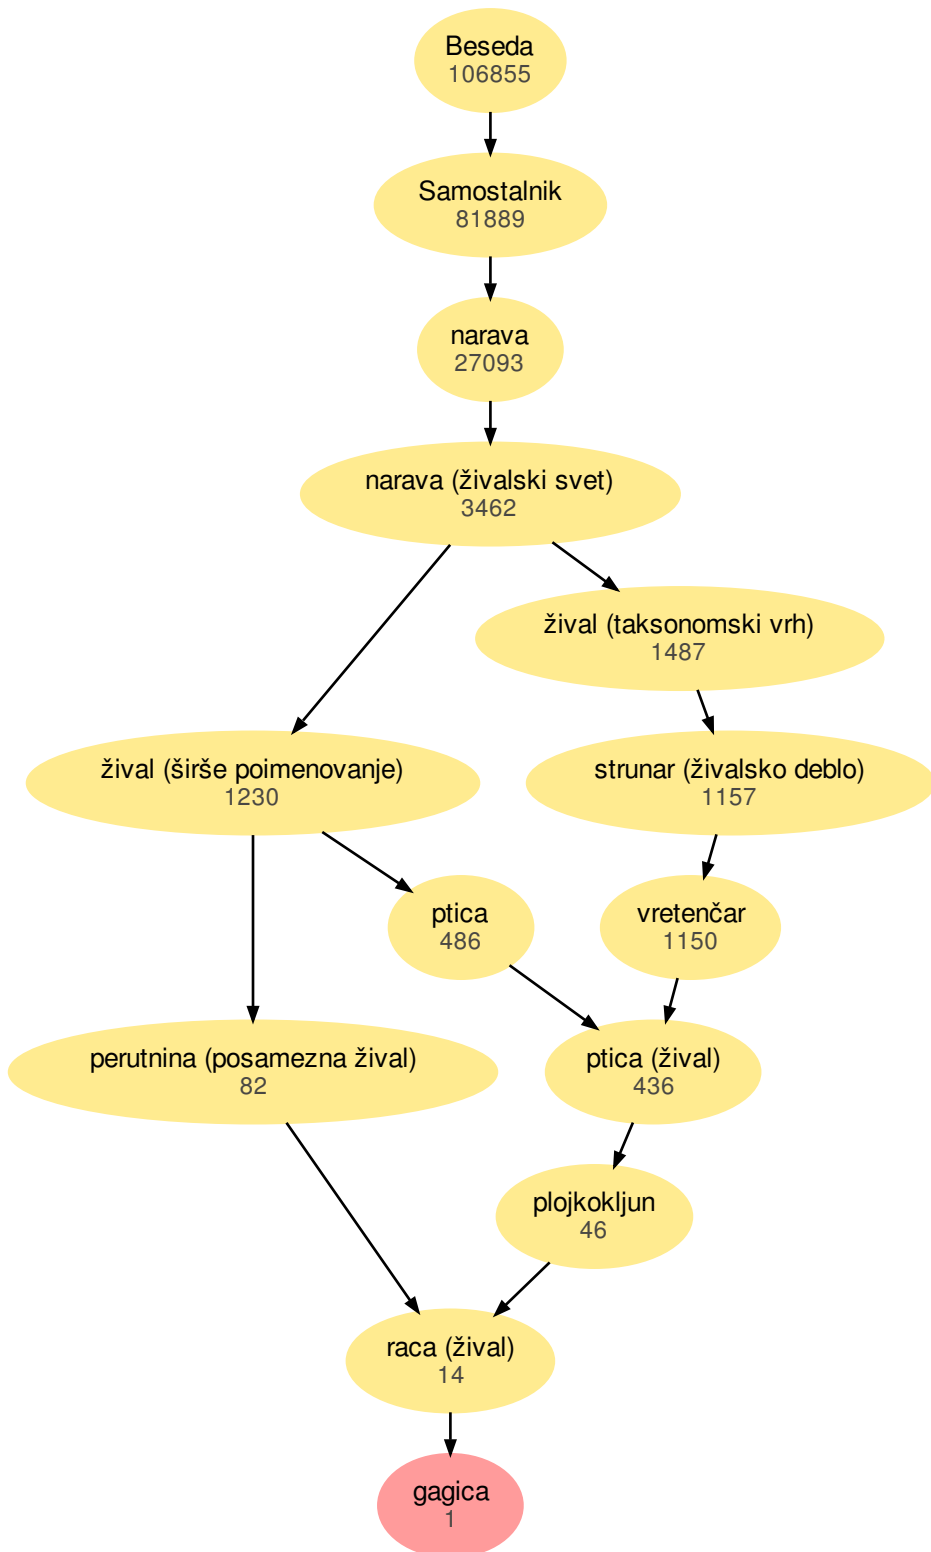 Beseda
106855
Samostalnik
81889
narava
27093
narava (živalski svet)
3462
žival (taksonomski vrh)
1487
žival (širše poimenovanje)
1230
strunar (živalsko deblo)
1157
ptica
486
vretenčar
1150
perutnina (posamezna žival)
82
ptica (žival)
436
plojkokljun
46
raca (žival)
14
gagica
1